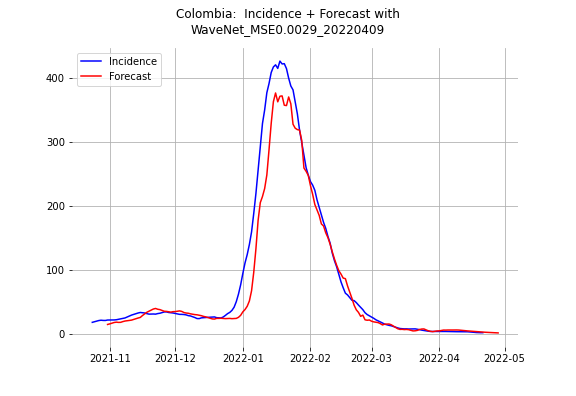 Colombia:  Incidence + Forecast with
WaveNet_MSE0.0029_20220409
Incidence
Forecast
400
300
200
100
0
2021-11 2021-12 2022-01 2022-02 2022-03 2022-04 2022-05